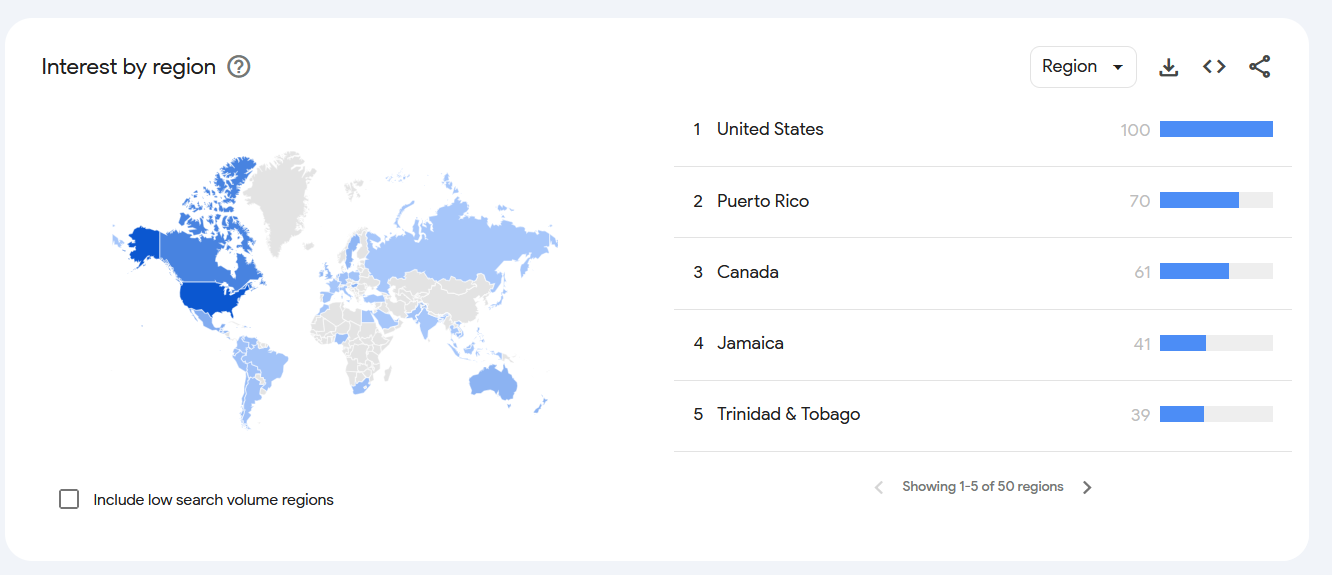 Interest by region
Region
1 United States 100
2 Puerto Rico 70
3 Canada 61
4 Jamaica 41
5 Trinidad & Tobago 39
Include low search volume regions
Showing 1-5 of 50 regions